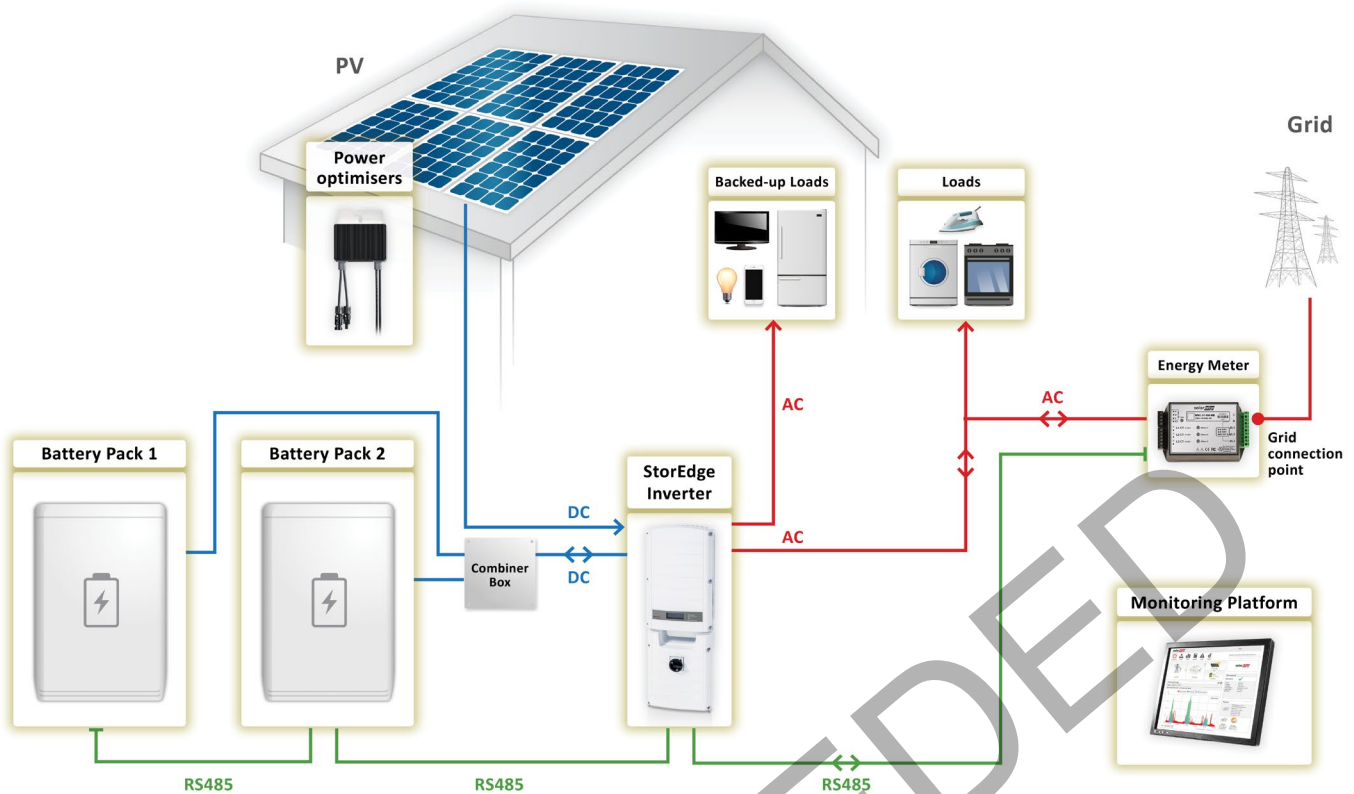 PV
Grid
Power
optimisers
Backed-up Loads
Loads
Energy Meter
AC
AC
Grid
connection
point
Battery Pack 1
Battery Pack 2
StorEdge
Inverter
DC
AC
Combiner
Box
DC
Monitoring Platform
RS485
RS485
RS485
DED